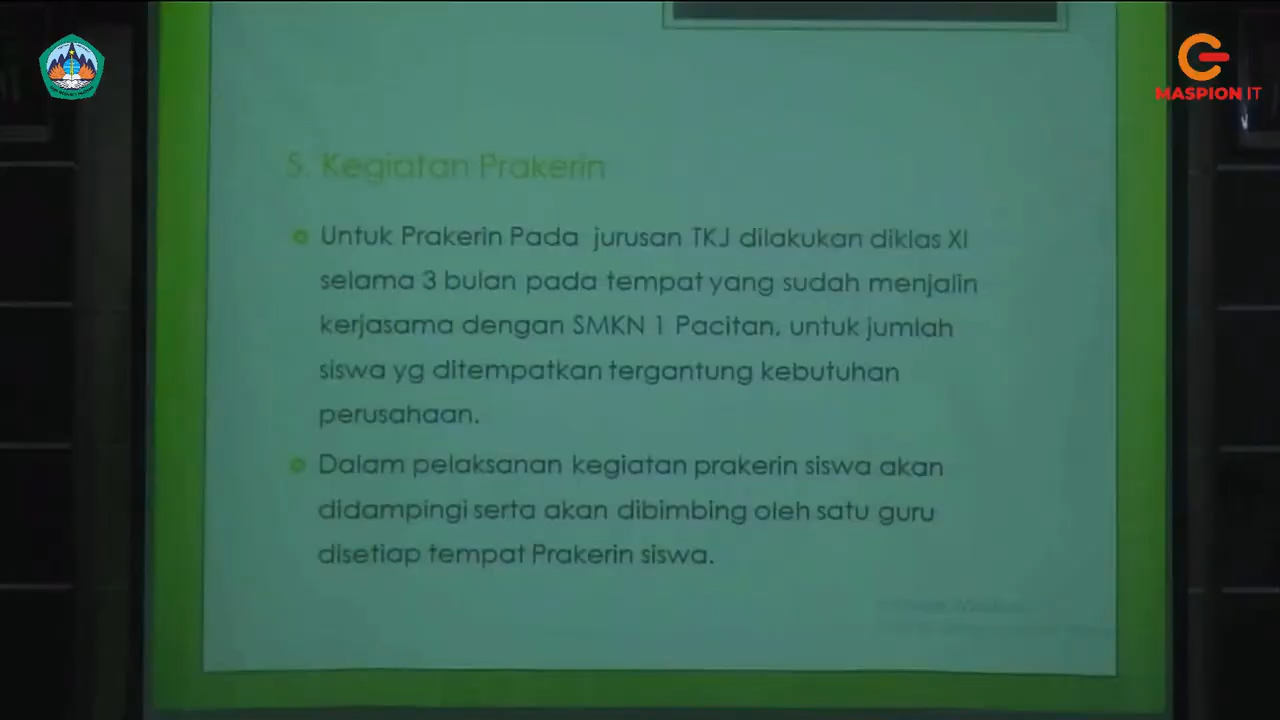 MASPION IT
5. Kegiatan Prakerin
Untuk Prakerin Pada jurusan TKJ dilakukan diklas XI
selama 3 bulan pada tempat yang sudah menjalin
kerjasama dengan SMKN 1 Pacitan, untuk jumlah
siswa yg ditempatkan tergantung kebutuhan
perusahaan.
Dalam pelaksanan kegiatan prakerin siswa akan
didampingi serta akan dibimbing oleh satu guru
disetiap tempat Prakerin siswa.